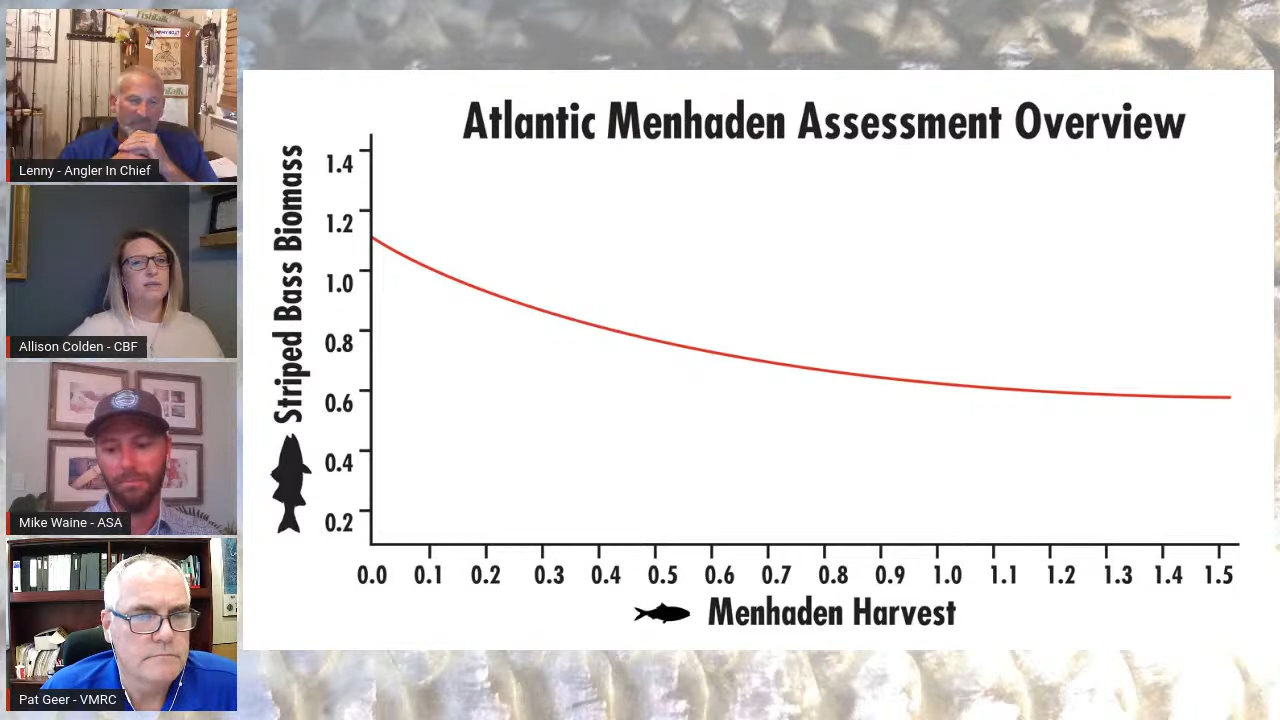 FishTalk
Lenny - Angler In Chief
Allison Colden - CBF
Mike Waine - ASA
Pat Geer - VMRC
Atlantic Menhaden Assessment Overview
Striped Bass Biomass
1.4
1.2
1.0
0.8
0.6
0.4
0.2
0.0 0.1 0.2 0.3 0.4 0.5 0.6 0.7 0.8 0.9 1.0 1.1 1.2 1.3 1.4 1.5
Menhaden Harvest